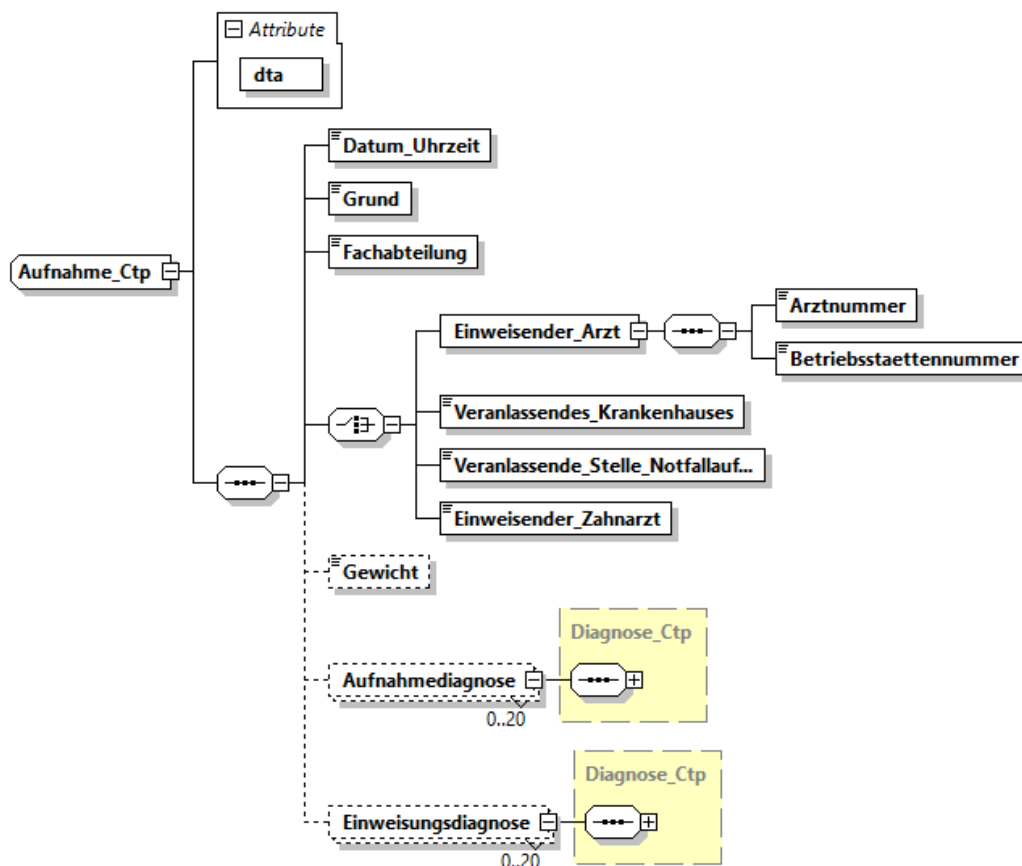 Attribute
dta
Datum_Uhrzeit
Grund
Fachabteilung
Aufnahme_Ctp
Einweisender_Arzt
Arztnummer
Betriebsstaettennummer
Veranlassendes_Krankenhauses
Veranlassende_Stelle_Notfallauf...
Einweisender_Zahnarzt
Gewicht
Diagnose_Ctp
Aufnahmediagnose
0..20
Diagnose_Ctp
Einweisungsdiagnose
0..20